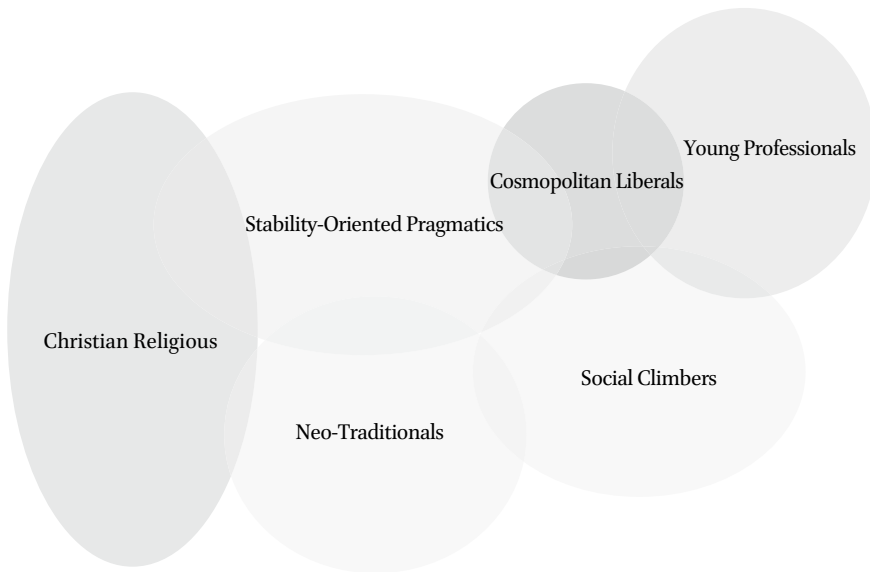 Young Professionals
Cosmopolitan Liberals
Stability-Oriented Pragmatics
Christian Religious
Social Climbers
Neo-Traditionals